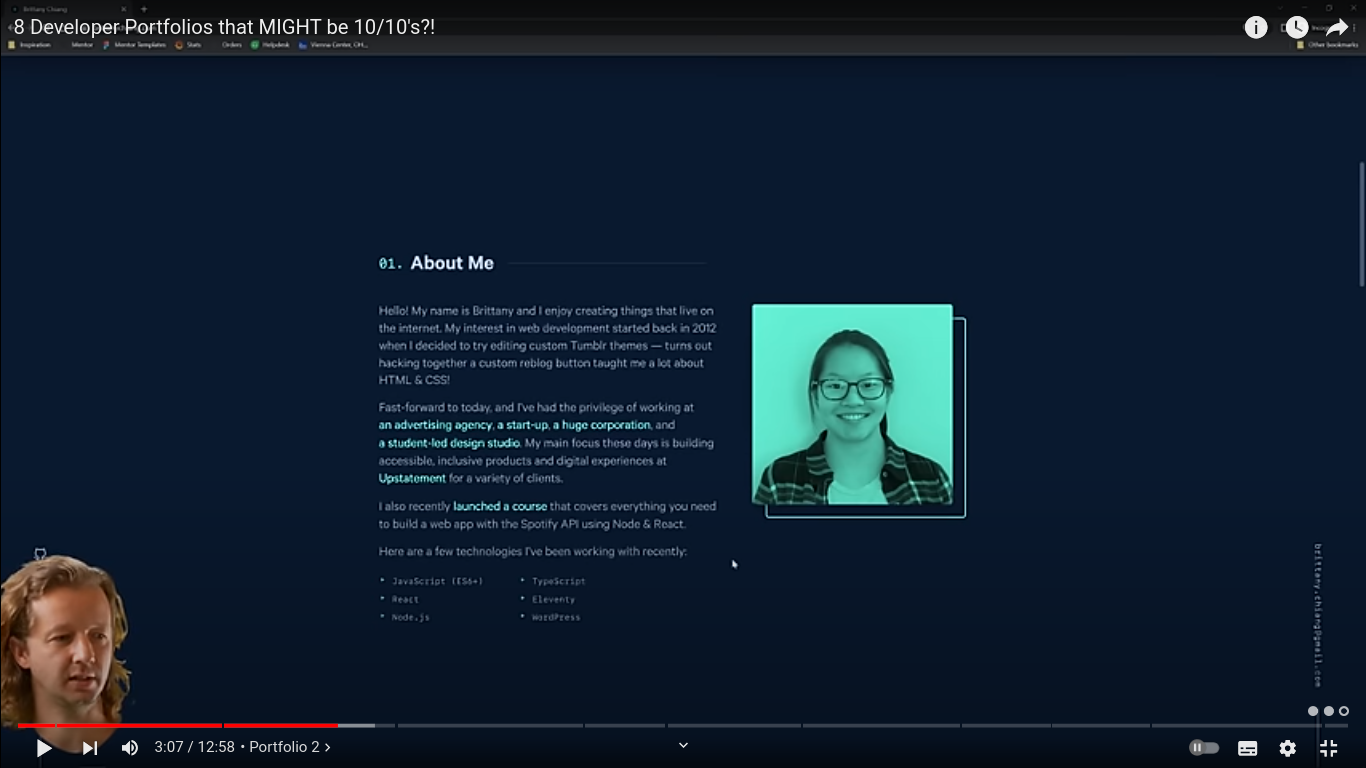 Brittany Chiang
8 Developer Portfolios that MIGHT be 10/10's?!
Inspiration Mentor Mentor Templates Stats Orders Helpdesk Vienna Center, OH... Other bookmarks
01. About Me
Hello! My name is Brittany and I enjoy creating things that live on
the internet. My interest in web development started back in 2012
when I decided to try editing custom Tumblr themes — turns out
hacking together a custom reblog button taught me a lot about
HTML & CSS!
Fast-forward to today, and I've had the privilege of working at
an advertising agency, a start-up, a huge corporation, and
a student-led design studio. My main focus these days is building
accessible, inclusive products and digital experiences at
Upstatement for a variety of clients.
I also recently launched a course that covers everything you need
to build a web app with the Spotify API using Node & React.
Here are a few technologies I've been working with recently:
JavaScript (ES6+) TypeScript
React Eleventy
Node.js WordPress
brittany.chiang@gmail.com
3:07 / 12:58 • Portfolio 2 >